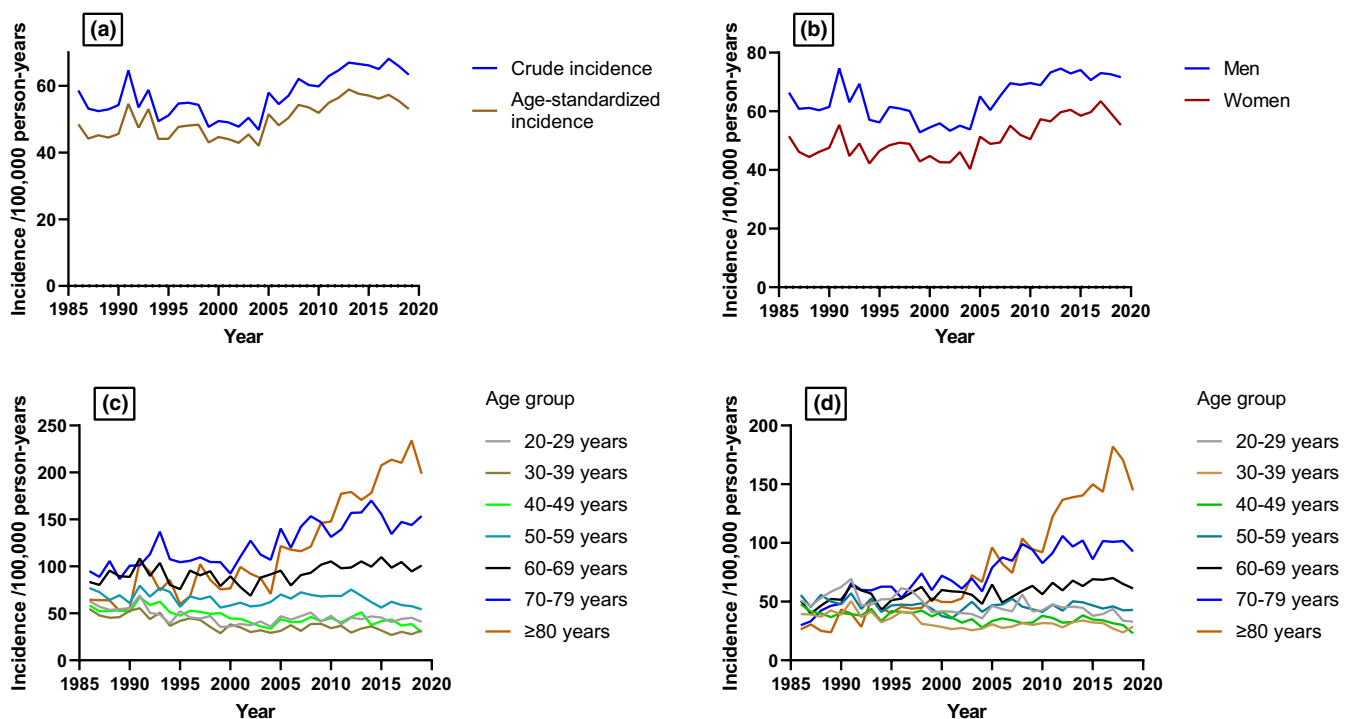 (a)
Incidence /100,000 person-years
60
40
20
0
1985 1990 1995 2000 2005 2010 2015 2020
Year
Crude incidence
Age-standardized
incidence
(b)
Incidence /100,000 person-years
80
60
40
20
0
1985 1990 1995 2000 2005 2010 2015 2020
Year
Men
Women
(c)
Incidence /100,000 person-years
250
200
150
100
50
0
1985 1990 1995 2000 2005 2010 2015 2020
Year
Age group
20-29 years
30-39 years
40-49 years
50-59 years
60-69 years
70-79 years
≥80 years
(d)
Incidence /100,000 person-years
200
150
100
50
0
1985 1990 1995 2000 2005 2010 2015 2020
Year
Age group
20-29 years
30-39 years
40-49 years
50-59 years
60-69 years
70-79 years
≥80 years